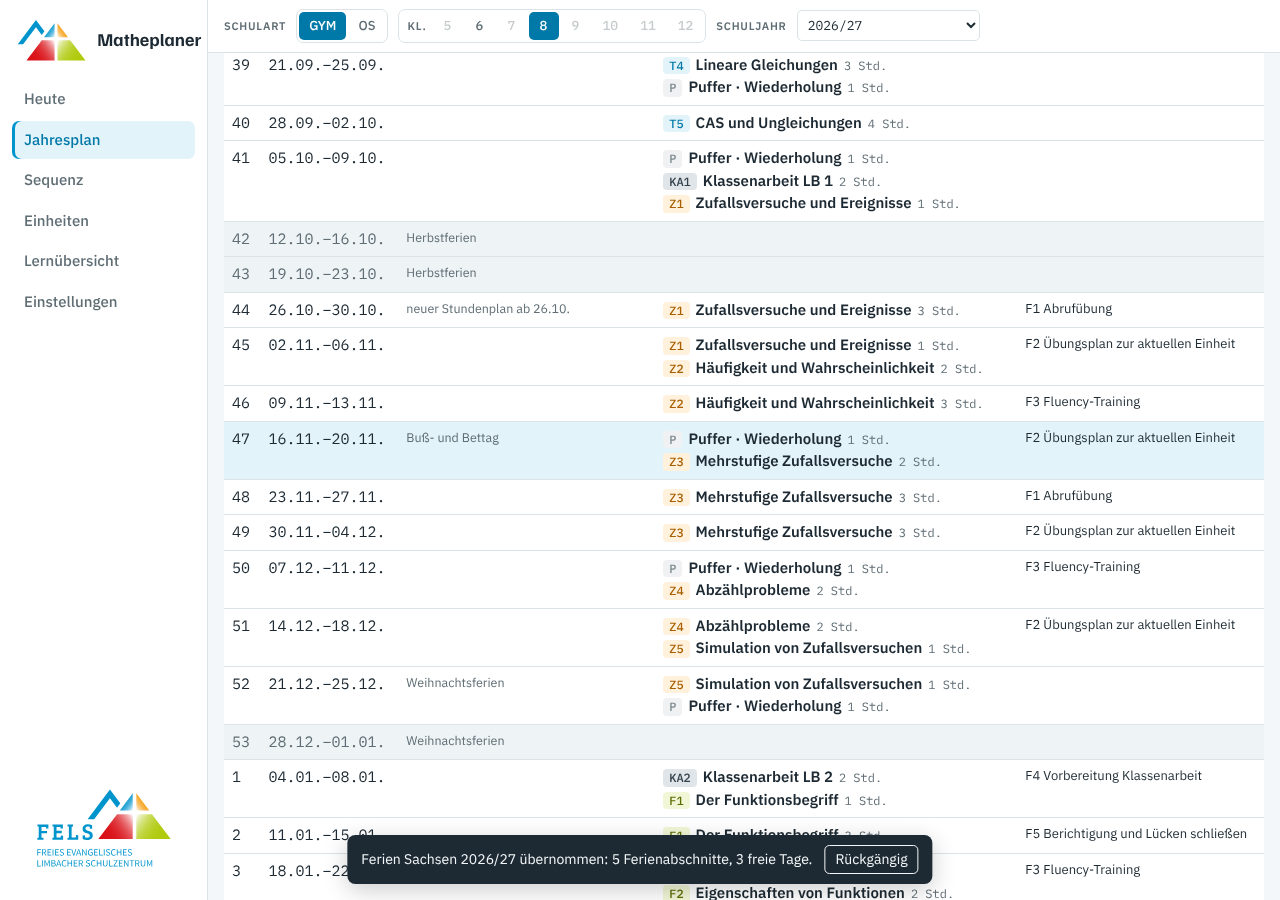 Matheplaner
SCHULART GYM OS KL. 5 6 7 8 9 10 11 12 SCHULJAHR 2026/27
Heute
Jahresplan
Sequenz
Einheiten
Lernübersicht
Einstellungen
39 21.09.–25.09. T4 Lineare Gleichungen 3 Std.
P Puffer · Wiederholung 1 Std.
40 28.09.–02.10. T5 CAS und Ungleichungen 4 Std.
41 05.10.–09.10. P Puffer · Wiederholung 1 Std.
KA1 Klassenarbeit LB 1 2 Std.
Z1 Zufallsversuche und Ereignisse 1 Std.
42 12.10.–16.10. Herbstferien
43 19.10.–23.10. Herbstferien
44 26.10.–30.10. neuer Stundenplan ab 26.10. Z1 Zufallsversuche und Ereignisse 3 Std. F1 Abrufübung
45 02.11.–06.11. Z1 Zufallsversuche und Ereignisse 1 Std. F2 Übungsplan zur aktuellen Einheit
Z2 Häufigkeit und Wahrscheinlichkeit 2 Std.
46 09.11.–13.11. Z2 Häufigkeit und Wahrscheinlichkeit 3 Std. F3 Fluency-Training
47 16.11.–20.11. Buß- und Bettag P Puffer · Wiederholung 1 Std. F2 Übungsplan zur aktuellen Einheit
Z3 Mehrstufige Zufallsversuche 2 Std.
48 23.11.–27.11. Z3 Mehrstufige Zufallsversuche 3 Std. F1 Abrufübung
49 30.11.–04.12. Z3 Mehrstufige Zufallsversuche 3 Std. F2 Übungsplan zur aktuellen Einheit
50 07.12.–11.12. P Puffer · Wiederholung 1 Std. F3 Fluency-Training
Z4 Abzählprobleme 2 Std.
51 14.12.–18.12. Z4 Abzählprobleme 2 Std. F2 Übungsplan zur aktuellen Einheit
Z5 Simulation von Zufallsversuchen 1 Std.
52 21.12.–25.12. Weihnachtsferien Z5 Simulation von Zufallsversuchen 1 Std.
P Puffer · Wiederholung 1 Std.
53 28.12.–01.01. Weihnachtsferien
1 04.01.–08.01. KA2 Klassenarbeit LB 2 2 Std. F4 Vorbereitung Klassenarbeit
F1 Der Funktionsbegriff 1 Std.
2 11.01.–15.01. F1 Der Funktionsbegriff F5 Berichtigung und Lücken schließen
3 18.01.–22 F3 Fluency-Training
F2 Eigenschaften von Funktionen 2 Std.
Ferien Sachsen 2026/27 übernommen: 5 Ferienabschnitte, 3 freie Tage. Rückgängig
FELS
FREIES EVANGELISCHES
LIMBACHER SCHULZENTRUM